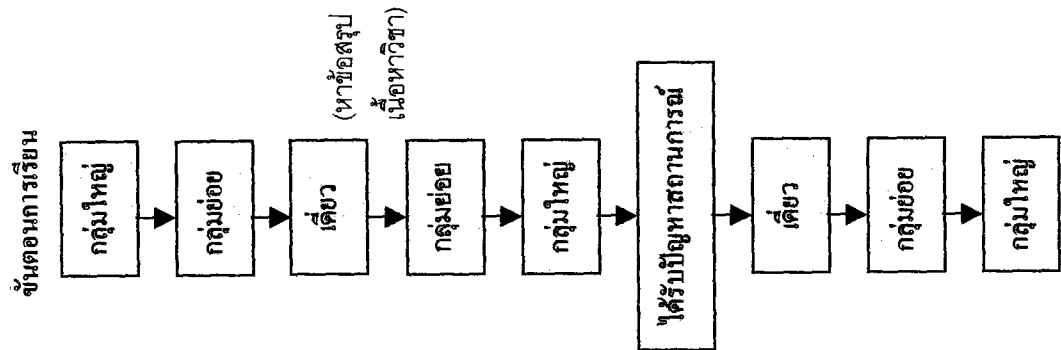 ขั้นตอนการเรียน
กลุ่มใหญ่
กลุ่มย่อย
เดี่ยว
(หาข้อสรุป
เนื้อหาวิชา)
กลุ่มย่อย
กลุ่มใหญ่
ได้รับปัญหาสถานการณ์
เดี่ยว
กลุ่มย่อย
กลุ่มใหญ่